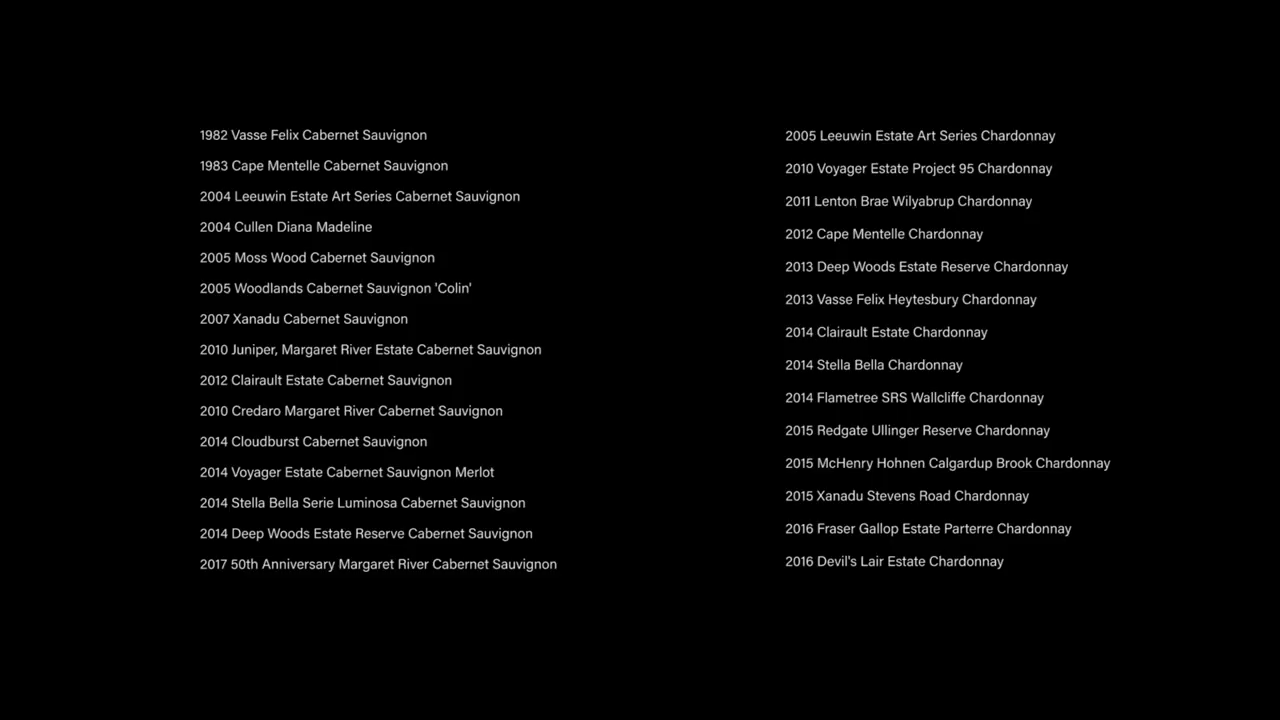 1982 Vasse Felix Cabernet Sauvignon
1983 Cape Mentelle Cabernet Sauvignon
2004 Leeuwin Estate Art Series Cabernet Sauvignon
2004 Cullen Diana Madeline
2005 Moss Wood Cabernet Sauvignon
2005 Woodlands Cabernet Sauvignon 'Colin'
2007 Xanadu Cabernet Sauvignon
2010 Juniper, Margaret River Estate Cabernet Sauvignon
2012 Clairault Estate Cabernet Sauvignon
2010 Credaro Margaret River Cabernet Sauvignon
2014 Cloudburst Cabernet Sauvignon
2014 Voyager Estate Cabernet Sauvignon Merlot
2014 Stella Bella Serie Luminosa Cabernet Sauvignon
2014 Deep Woods Estate Reserve Cabernet Sauvignon
2017 50th Anniversary Margaret River Cabernet Sauvignon
2005 Leeuwin Estate Art Series Chardonnay
2010 Voyager Estate Project 95 Chardonnay
2011 Lenton Brae Wilyabrup Chardonnay
2012 Cape Mentelle Chardonnay
2013 Deep Woods Estate Reserve Chardonnay
2013 Vasse Felix Heytesbury Chardonnay
2014 Clairault Estate Chardonnay
2014 Stella Bella Chardonnay
2014 Flametree SRS Wallcliffe Chardonnay
2015 Redgate Ullinger Reserve Chardonnay
2015 McHenry Hohnen Calgardup Brook Chardonnay
2015 Xanadu Stevens Road Chardonnay
2016 Fraser Gallop Estate Parterre Chardonnay
2016 Devil's Lair Estate Chardonnay